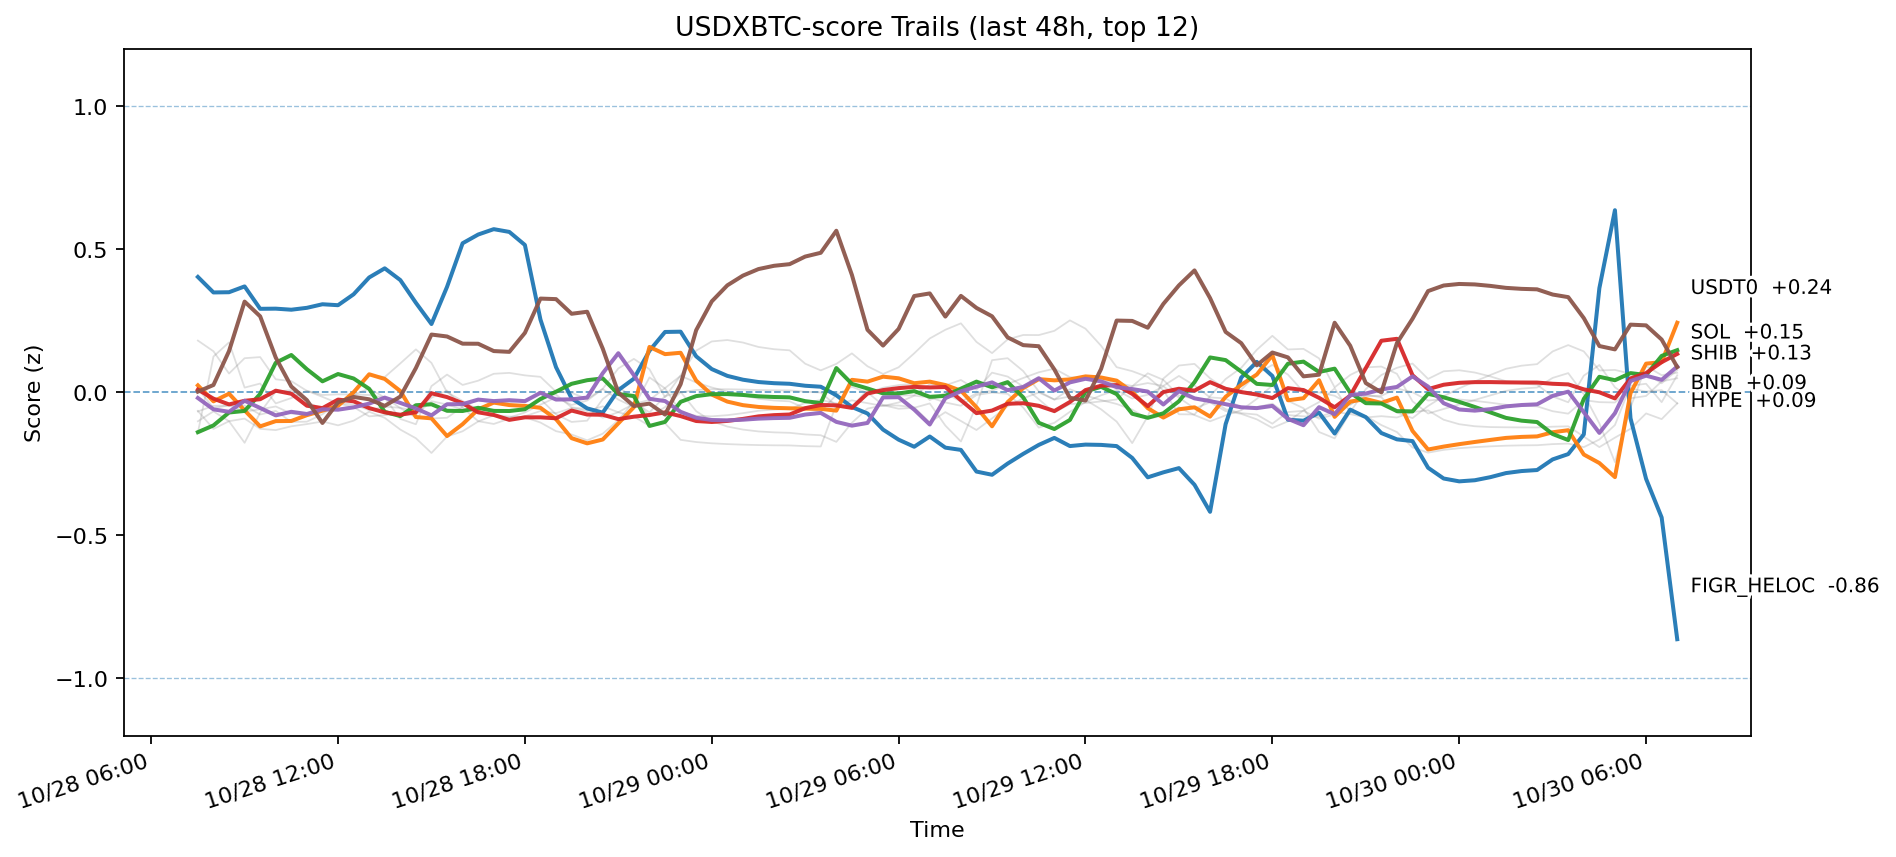 USDXBTC-score Trails (last 48h, top 12)
Score (z)
1.0
0.5
0.0
−0.5
−1.0
USDT0 +0.24
SOL +0.15
SHIB +0.13
BNB +0.09
HYPE +0.09
FIGR_HELOC -0.86
10/28 06:00
10/28 12:00
10/28 18:00
10/29 00:00
10/29 06:00
10/29 12:00
10/29 18:00
10/30 00:00
10/30 06:00
Time